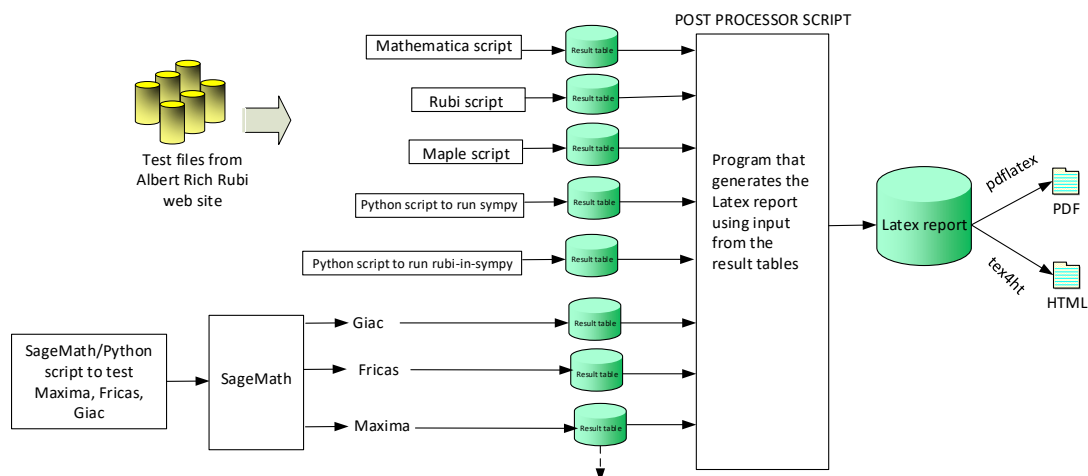 POST PROCESSOR SCRIPT
Mathematica script
Result table
Rubi script
Result table
Maple script
Result table
Python script to run sympy
Result table
Python script to run rubi-in-sympy
Result table
Test files from
Albert Rich Rubi
web site
Program that
generates the
Latex report
using input
from the
result tables
Latex report
pdflatex
PDF
tex4ht
HTML
SageMath/Python
script to test
Maxima, Fricas,
Giac
SageMath
Giac
Result table
Fricas
Result table
Maxima
Result table